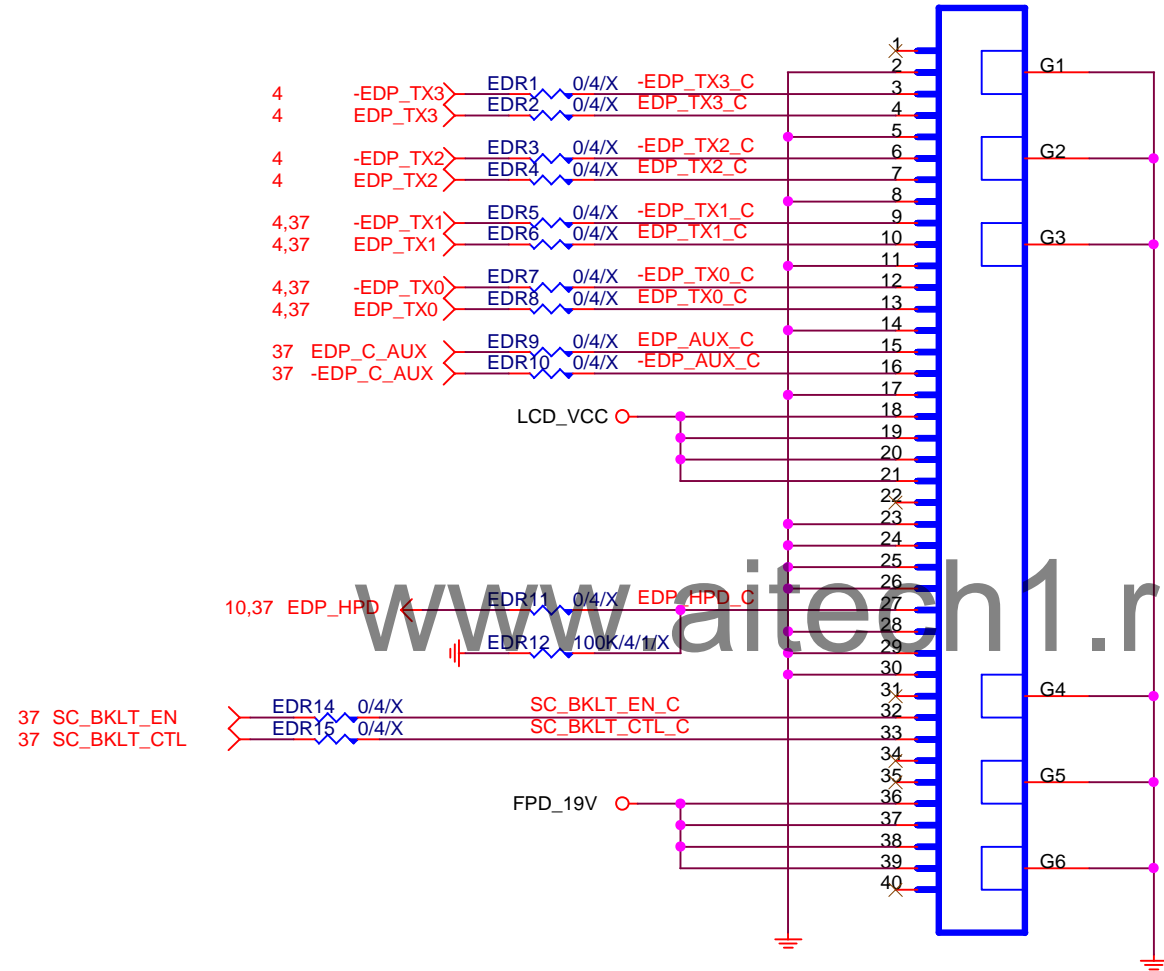 1
2 G1
4 -EDP_TX3 EDR1 0/4/X -EDP_TX3_C 3
4 EDP_TX3 EDR2 0/4/X EDP_TX3_C 4
5
4 -EDP_TX2 EDR3 0/4/X -EDP_TX2_C 6 G2
4 EDP_TX2 EDR4 0/4/X EDP_TX2_C 7
8
4,37 -EDP_TX1 EDR5 0/4/X -EDP_TX1_C 9
4,37 EDP_TX1 EDR6 0/4/X EDP_TX1_C 10 G3
11
4,37 -EDP_TX0 EDR7 0/4/X -EDP_TX0_C 12
4,37 EDP_TX0 EDR8 0/4/X EDP_TX0_C 13
14
37 EDP_C_AUX EDR9 0/4/X EDP_AUX_C 15
37 -EDP_C_AUX EDR10 0/4/X -EDP_AUX_C 16
17
LCD_VCC 18
19
20
21
22
23
24
25
26
10,37 EDP_HPD EDR11 0/4/X EDP_HPD_C 27
www.aitech1.r
28
EDR12 100K/4/1/X 29
30
31 G4
37 SC_BKLT_EN EDR14 0/4/X SC_BKLT_EN_C 32
37 SC_BKLT_CTL EDR15 0/4/X SC_BKLT_CTL_C 33
34
35 G5
FPD_19V 36
37
38
39 G6
40